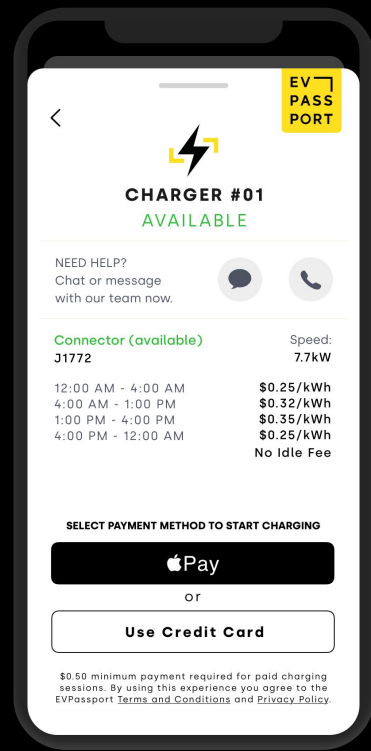 EV
PASS
PORT
CHARGER #01
AVAILABLE
NEED HELP?
Chat or message
with our team now.
Connector (available) Speed:
J1772 7.7kW
12:00 AM - 4:00 AM $0.25/kWh
4:00 AM - 1:00 PM $0.32/kWh
1:00 PM - 4:00 PM $0.35/kWh
4:00 PM - 12:00 AM $0.25/kWh
No Idle Fee
SELECT PAYMENT METHOD TO START CHARGING
Pay
or
Use Credit Card
$0.50 minimum payment required for paid charging
sessions. By using this experience you agree to the
EVPassport Terms and Conditions and Privacy Policy.